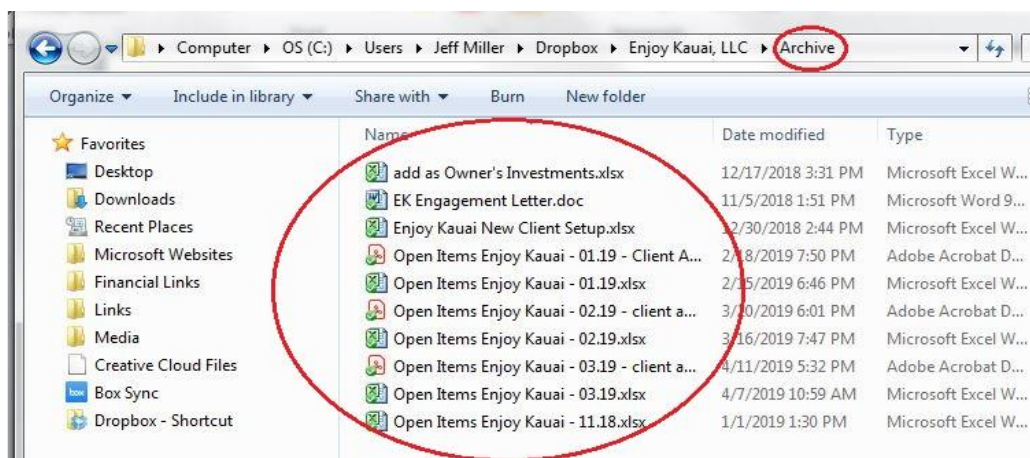 Computer ▸ OS (C:) ▸ Users ▸ Jeff Miller ▸ Dropbox ▸ Enjoy Kauai, LLC ▸ Archive
Organize Include in library Share with Burn New folder
Name Date modified Type
Favorites
Desktop
Downloads
Recent Places
Microsoft Websites
Financial Links
Links
Media
Creative Cloud Files
box Box Sync
Dropbox - Shortcut
add as Owner's Investments.xlsx 12/17/2018 3:31 PM Microsoft Excel W...
EK Engagement Letter.doc 11/5/2018 1:51 PM Microsoft Word 9...
Enjoy Kauai New Client Setup.xlsx 12/30/2018 2:44 PM Microsoft Excel W...
Open Items Enjoy Kauai - 01.19 - Client A... 2/18/2019 7:50 PM Adobe Acrobat D...
Open Items Enjoy Kauai - 01.19.xlsx 2/15/2019 6:46 PM Microsoft Excel W...
Open Items Enjoy Kauai - 02.19 - client a... 3/20/2019 6:01 PM Adobe Acrobat D...
Open Items Enjoy Kauai - 02.19.xlsx 3/16/2019 7:47 PM Microsoft Excel W...
Open Items Enjoy Kauai - 03.19 - client a... 4/11/2019 5:32 PM Adobe Acrobat D...
Open Items Enjoy Kauai - 03.19.xlsx 4/7/2019 10:59 AM Microsoft Excel W...
Open Items Enjoy Kauai - 11.18.xlsx 1/1/2019 1:30 PM Microsoft Excel W...